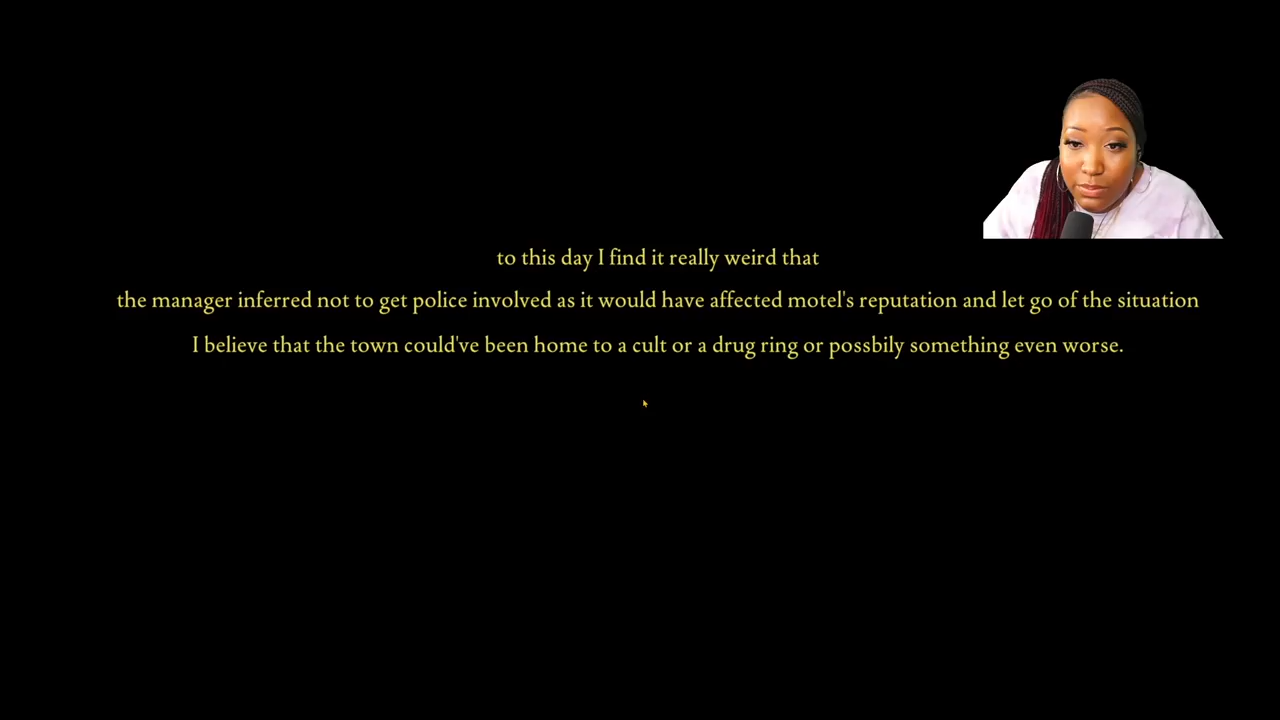 to this day I find it really weird that
the manager inferred not to get police involved as it would have affected motel's reputation and let go of the situation
I believe that the town could've been home to a cult or a drug ring or possbily something even worse.